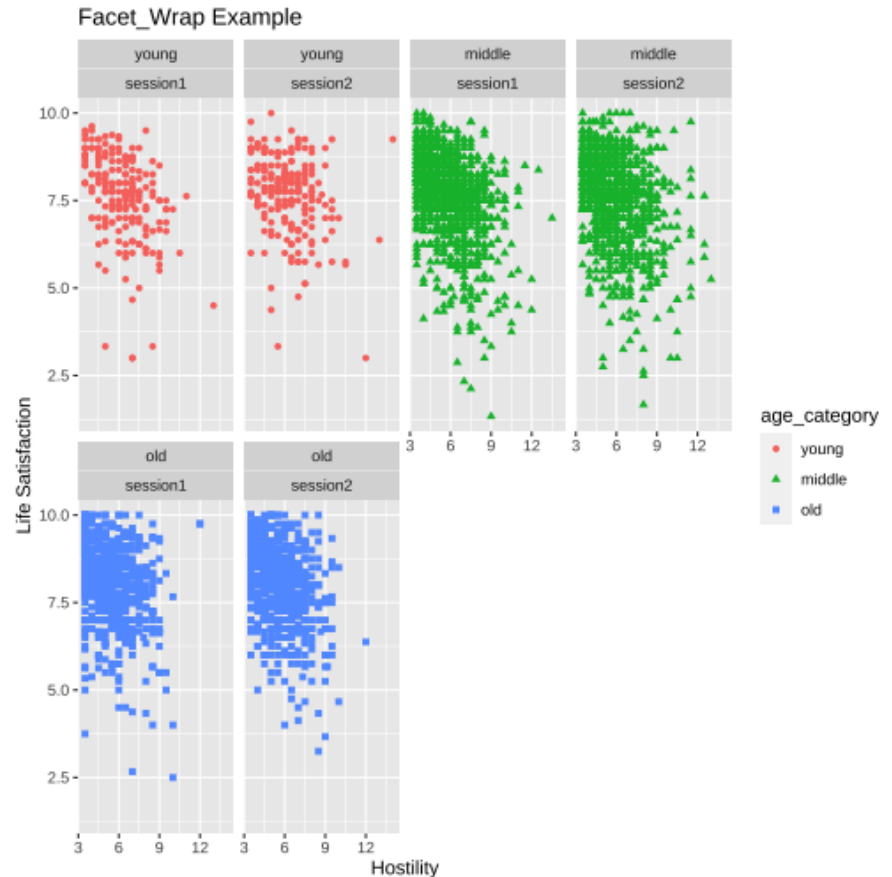 Facet_Wrap Example
young young middle middle
session1 session2 session1 session2
10.0
7.5
5.0
2.5
3 6 9 12 3 6 9 12
old old
session1 session2
10.0
7.5
5.0
2.5
3 6 9 12 3 6 9 12
Hostility
Life Satisfaction
age_category
young
middle
old